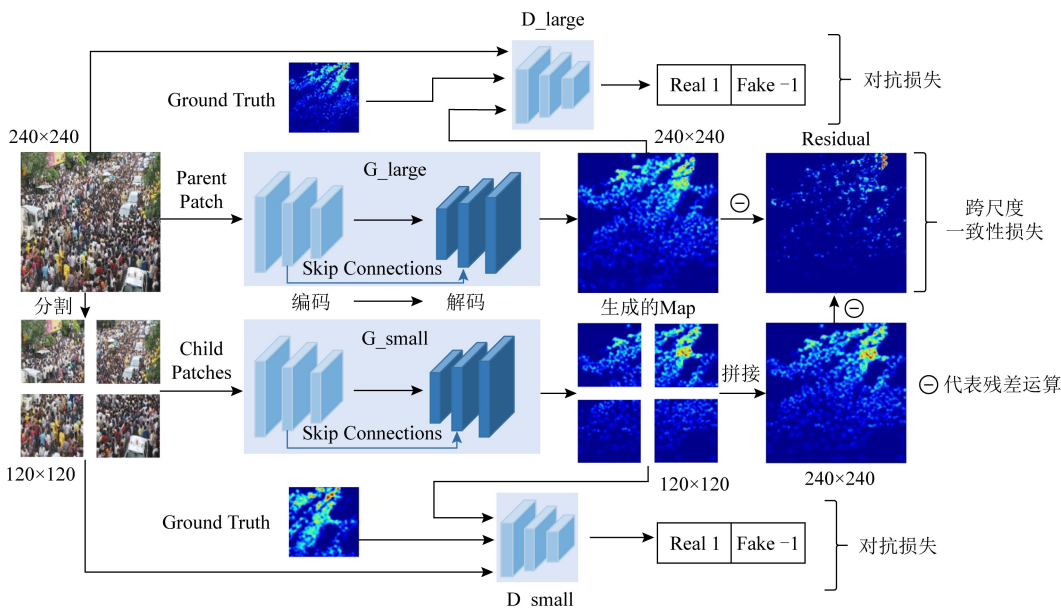 D_large
Ground Truth
Real 1
Fake −1
对抗损失
240×240
240×240
Residual
Parent
Patch
G_large
Skip Connections
跨尺度
一致性损失
分割
编码
解码
生成的Map
Child
Patches
G_small
Skip Connections
拼接
⊖ 代表残差运算
120×120
120×120
240×240
Ground Truth
Real 1
Fake −1
对抗损失
D_small